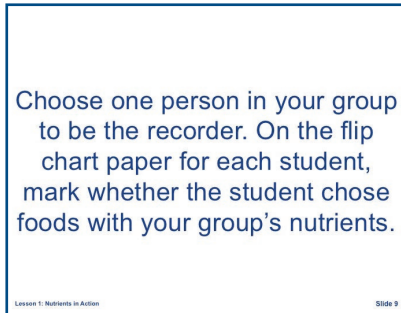 Choose one person in your group
to be the recorder. On the flip
chart paper for each student,
mark whether the student chose
foods with your group’s nutrients.
Lesson 1: Nutrients in Action
Slide 9